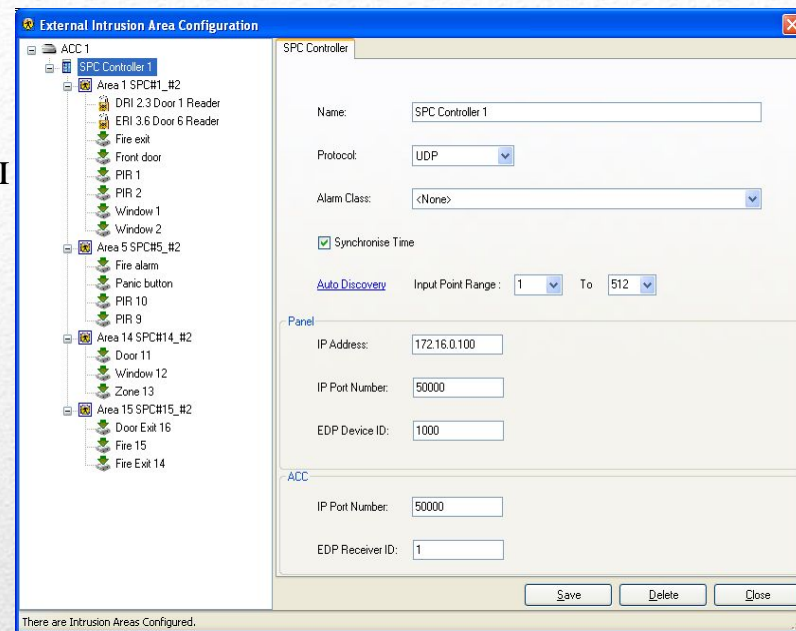 External Intrusion Area Configuration
ACC 1
SPC Controller 1
Area 1 SPC#1_#2
DRI 2.3 Door 1 Reader
ERI 3.6 Door 6 Reader
Fire exit
Front door
PIR 1
PIR 2
Window 1
Window 2
Area 5 SPC#5_#2
Fire alarm
Panic button
PIR 10
PIR 9
Area 14 SPC#14_#2
Door 11
Window 12
Zone 13
Area 15 SPC#15_#2
Door Exit 16
Fire 15
Fire Exit 14
I
SPC Controller
Name: SPC Controller 1
Protocol: UDP
Alarm Class: <None>
Synchronise Time
Auto Discovery Input Point Range : 1 To 512
Panel
IP Address: 172.16.0.100
IP Port Number: 50000
EDP Device ID: 1000
ACC
IP Port Number: 50000
EDP Receiver ID: 1
Save Delete Close
There are Intrusion Areas Configured.